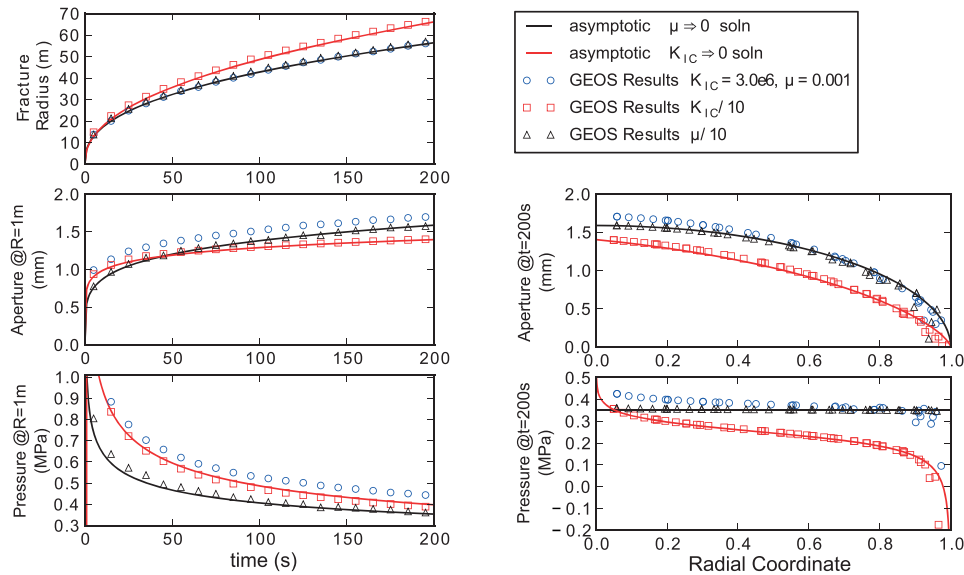 70
60
50
40
30
20
10
0
Fracture
Radius (m)
0 50 100 150 200
asymptotic μ ⇒ 0 soln
asymptotic K IC ⇒ 0 soln
GEOS Results K IC = 3.0e6, μ = 0.001
GEOS Results K IC / 10
GEOS Results μ/ 10
2.0
1.5
1.0
0.5
0.0
Aperture @R=1m
(mm)
0 50 100 150 200
2.0
1.5
1.0
0.5
0.0
Aperture @t=200s
(mm)
0.0 0.2 0.4 0.6 0.8 1.0
1.0
0.9
0.8
0.7
0.6
0.5
0.4
0.3
Pressure @R=1m
(MPa)
0 50 100 150 200
time (s)
0.5
0.4
0.3
0.2
0.1
0.0
− 0.1
− 0.2
Pressure @t=200s
(MPa)
0.0 0.2 0.4 0.6 0.8 1.0
Radial Coordinate